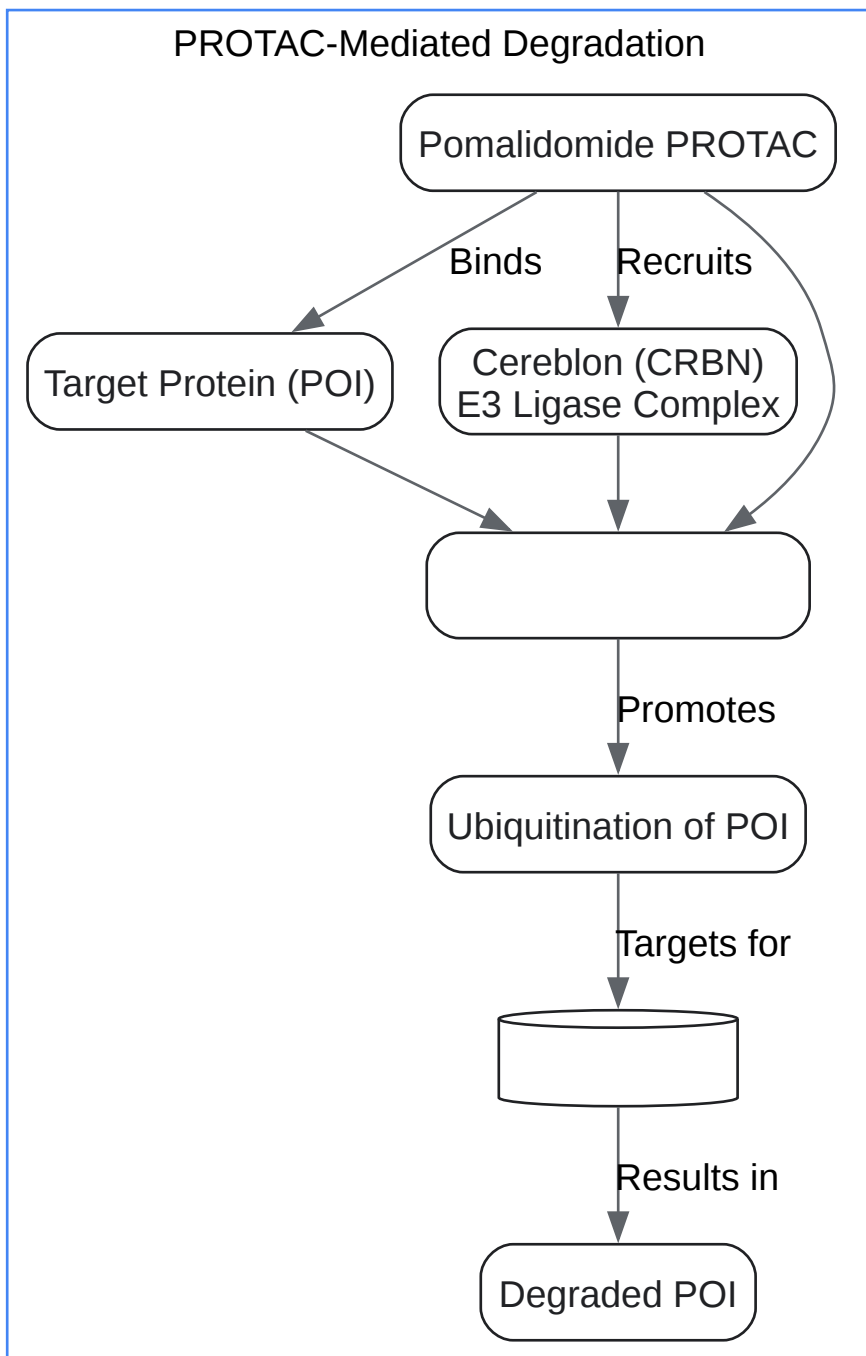 PROTAC-Mediated Degradation
Pomalidomide PROTAC
Binds
Recruits
Target Protein (POI)
Cereblon (CRBN)
E3 Ligase Complex
Promotes
Ubiquitination of POI
Targets for
Results in
Degraded POI